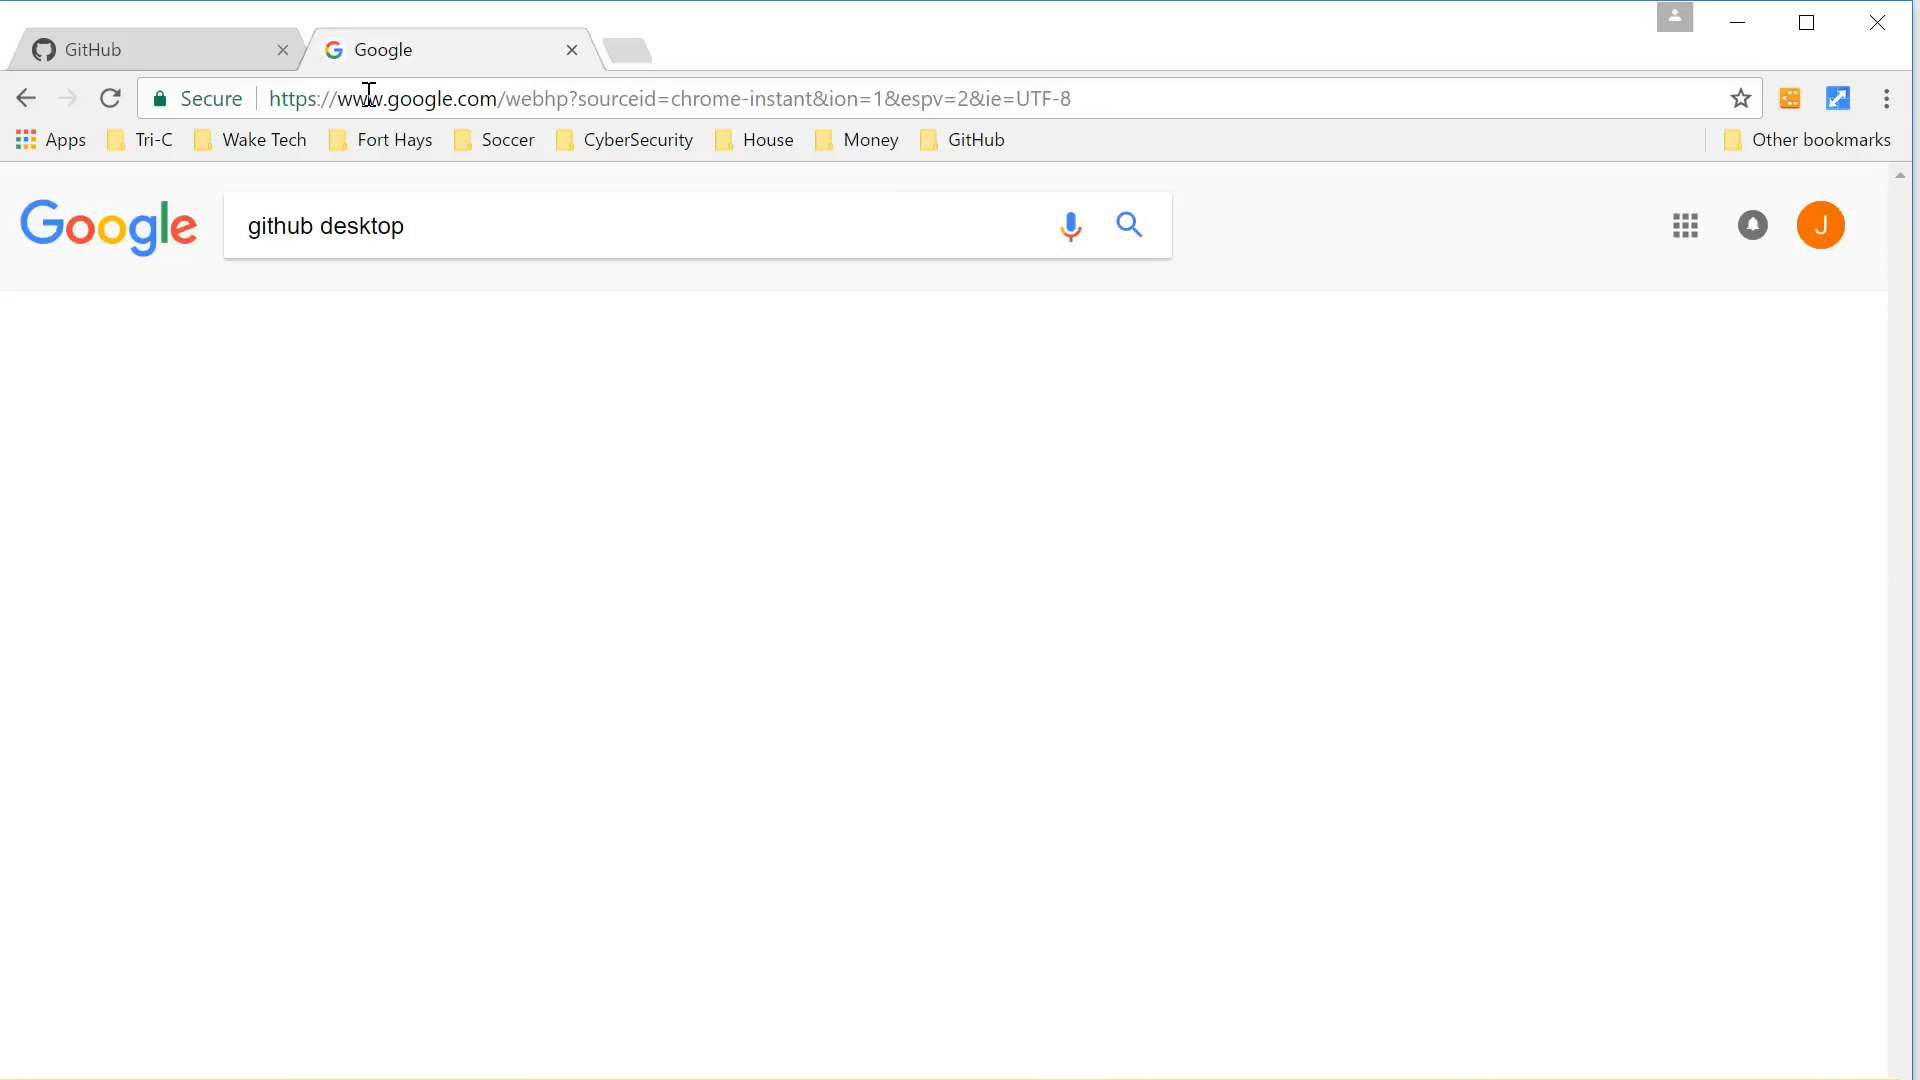 GitHub
Google
Secure https://www.google.com/webhp?sourceid=chrome-instant&ion=1&espv=2&ie=UTF-8
Apps Tri-C Wake Tech Fort Hays Soccer CyberSecurity House Money GitHub Other bookmarks
Google github desktop J